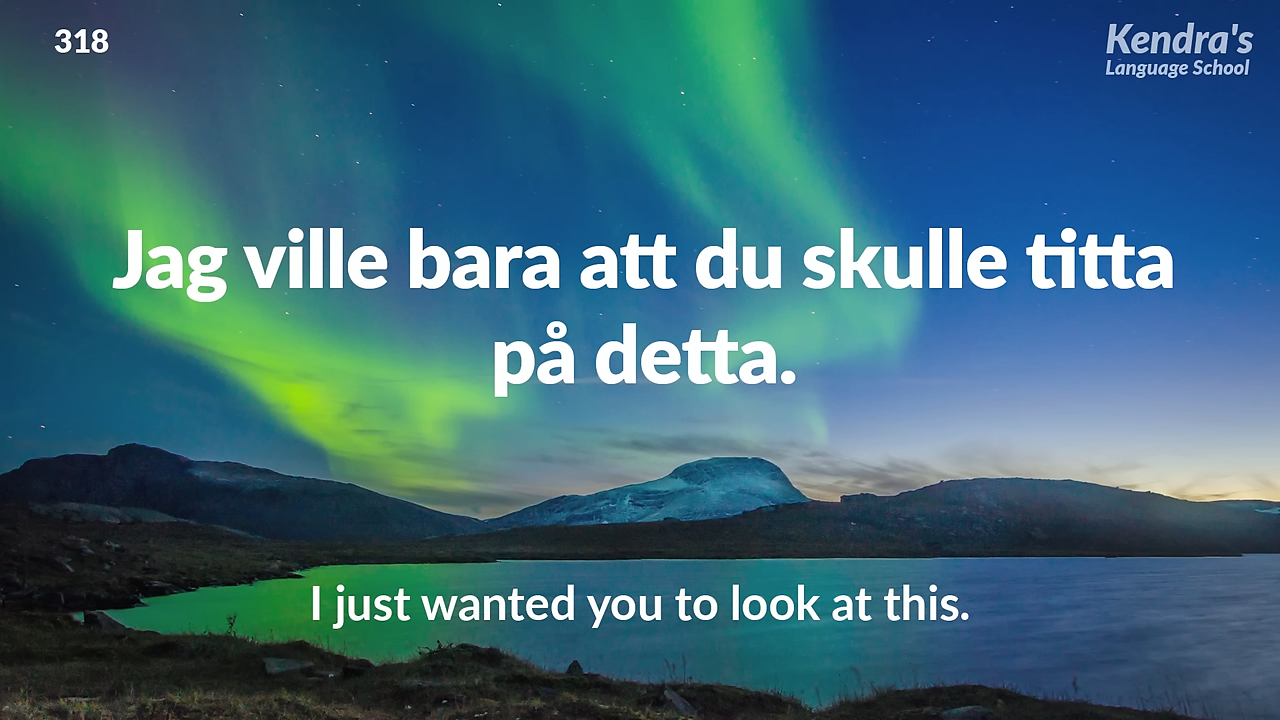 318
Kendra's
Language School
Jag ville bara att du skulle titta
på detta.
I just wanted you to look at this.